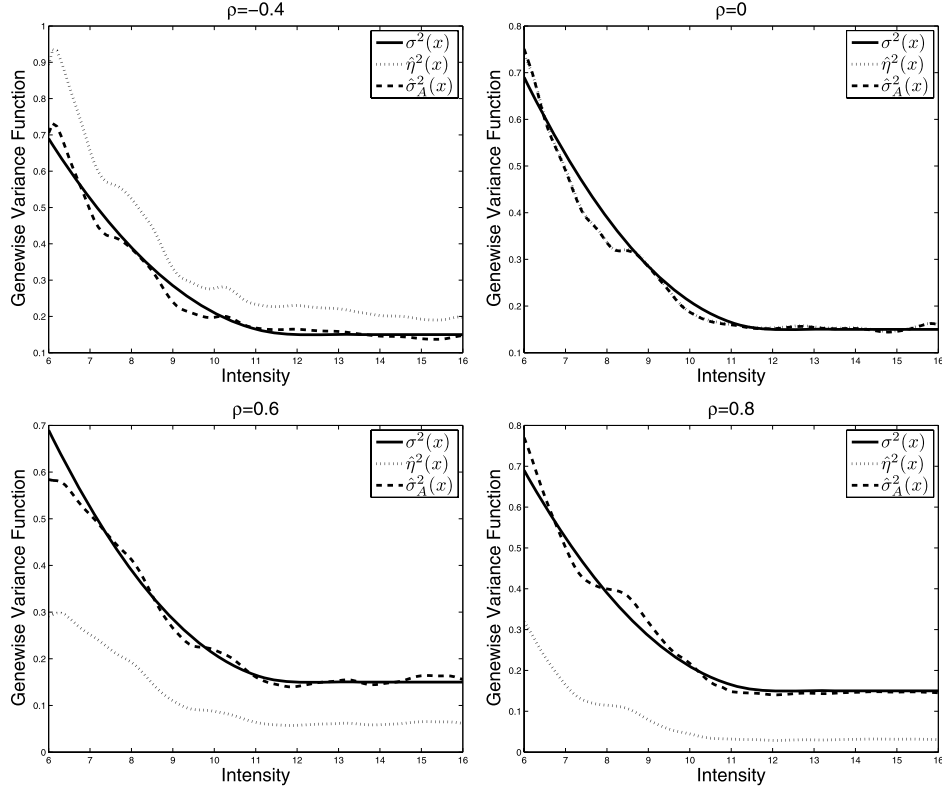 ρ=−0.4
Genewise Variance Function
1
0.9
0.8
0.7
0.6
0.5
0.4
0.3
0.2
0.1
σ²(x)
η̂²(x)
σ̂²_A(x)
6 7 8 9 10 11 12 13 14 15 16
Intensity
ρ=0
Genewise Variance Function
0.8
0.7
0.6
0.5
0.4
0.3
0.2
0.1
σ²(x)
η̂²(x)
σ̂²_A(x)
6 7 8 9 10 11 12 13 14 15 16
Intensity
ρ=0.6
Genewise Variance Function
0.7
0.6
0.5
0.4
0.3
0.2
0.1
0
σ²(x)
η̂²(x)
σ̂²_A(x)
6 7 8 9 10 11 12 13 14 15 16
Intensity
ρ=0.8
Genewise Variance Function
0.8
0.7
0.6
0.5
0.4
0.3
0.2
0.1
0
σ²(x)
η̂²(x)
σ̂²_A(x)
6 7 8 9 10 11 12 13 14 15 16
Intensity